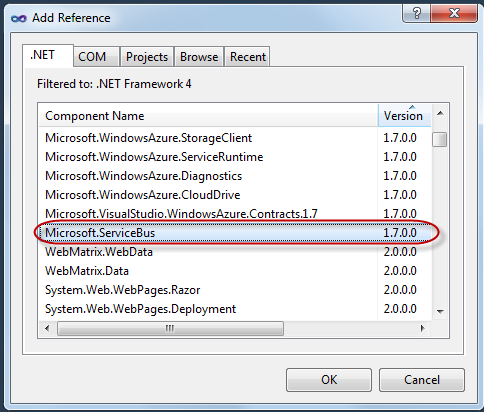 Add Reference
.NET COM Projects Browse Recent
Filtered to: .NET Framework 4
Component Name Version
Microsoft.WindowsAzure.StorageClient 1.7.0.0
Microsoft.WindowsAzure.ServiceRuntime 1.7.0.0
Microsoft.WindowsAzure.Diagnostics 1.7.0.0
Microsoft.WindowsAzure.CloudDrive 1.7.0.0
Microsoft.VisualStudio.WindowsAzure.Contracts.1.7 1.7.0.0
Microsoft.ServiceBus 1.7.0.0
WebMatrix.WebData 2.0.0.0
WebMatrix.Data 2.0.0.0
System.Web.WebPages.Razor 2.0.0.0
System.Web.WebPages.Deployment 2.0.0.0
OK Cancel